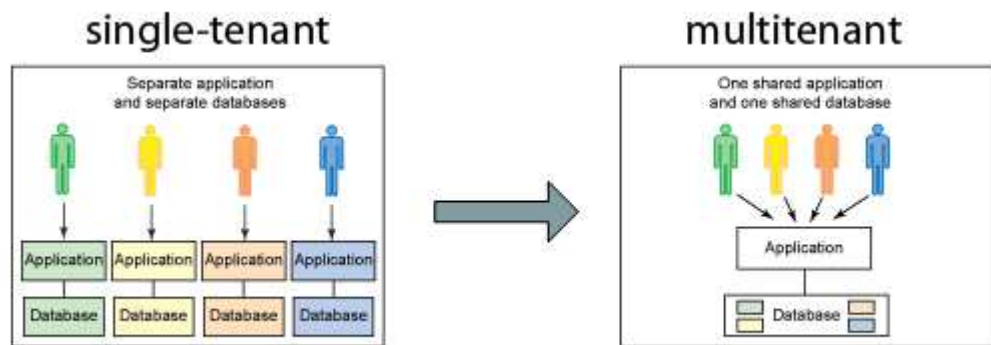 single-tenant
Separate application
and separate databases
Application Application Application Application
Database Database Database Database
multitenant
One shared application
and one shared database
Application
Database